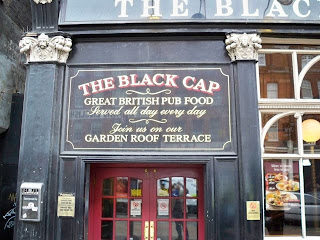 THE BLACK
THE BLACK CAP
GREAT BRITISH PUB FOOD
Served all day every day
Join us on our
GARDEN ROOF TERRACE